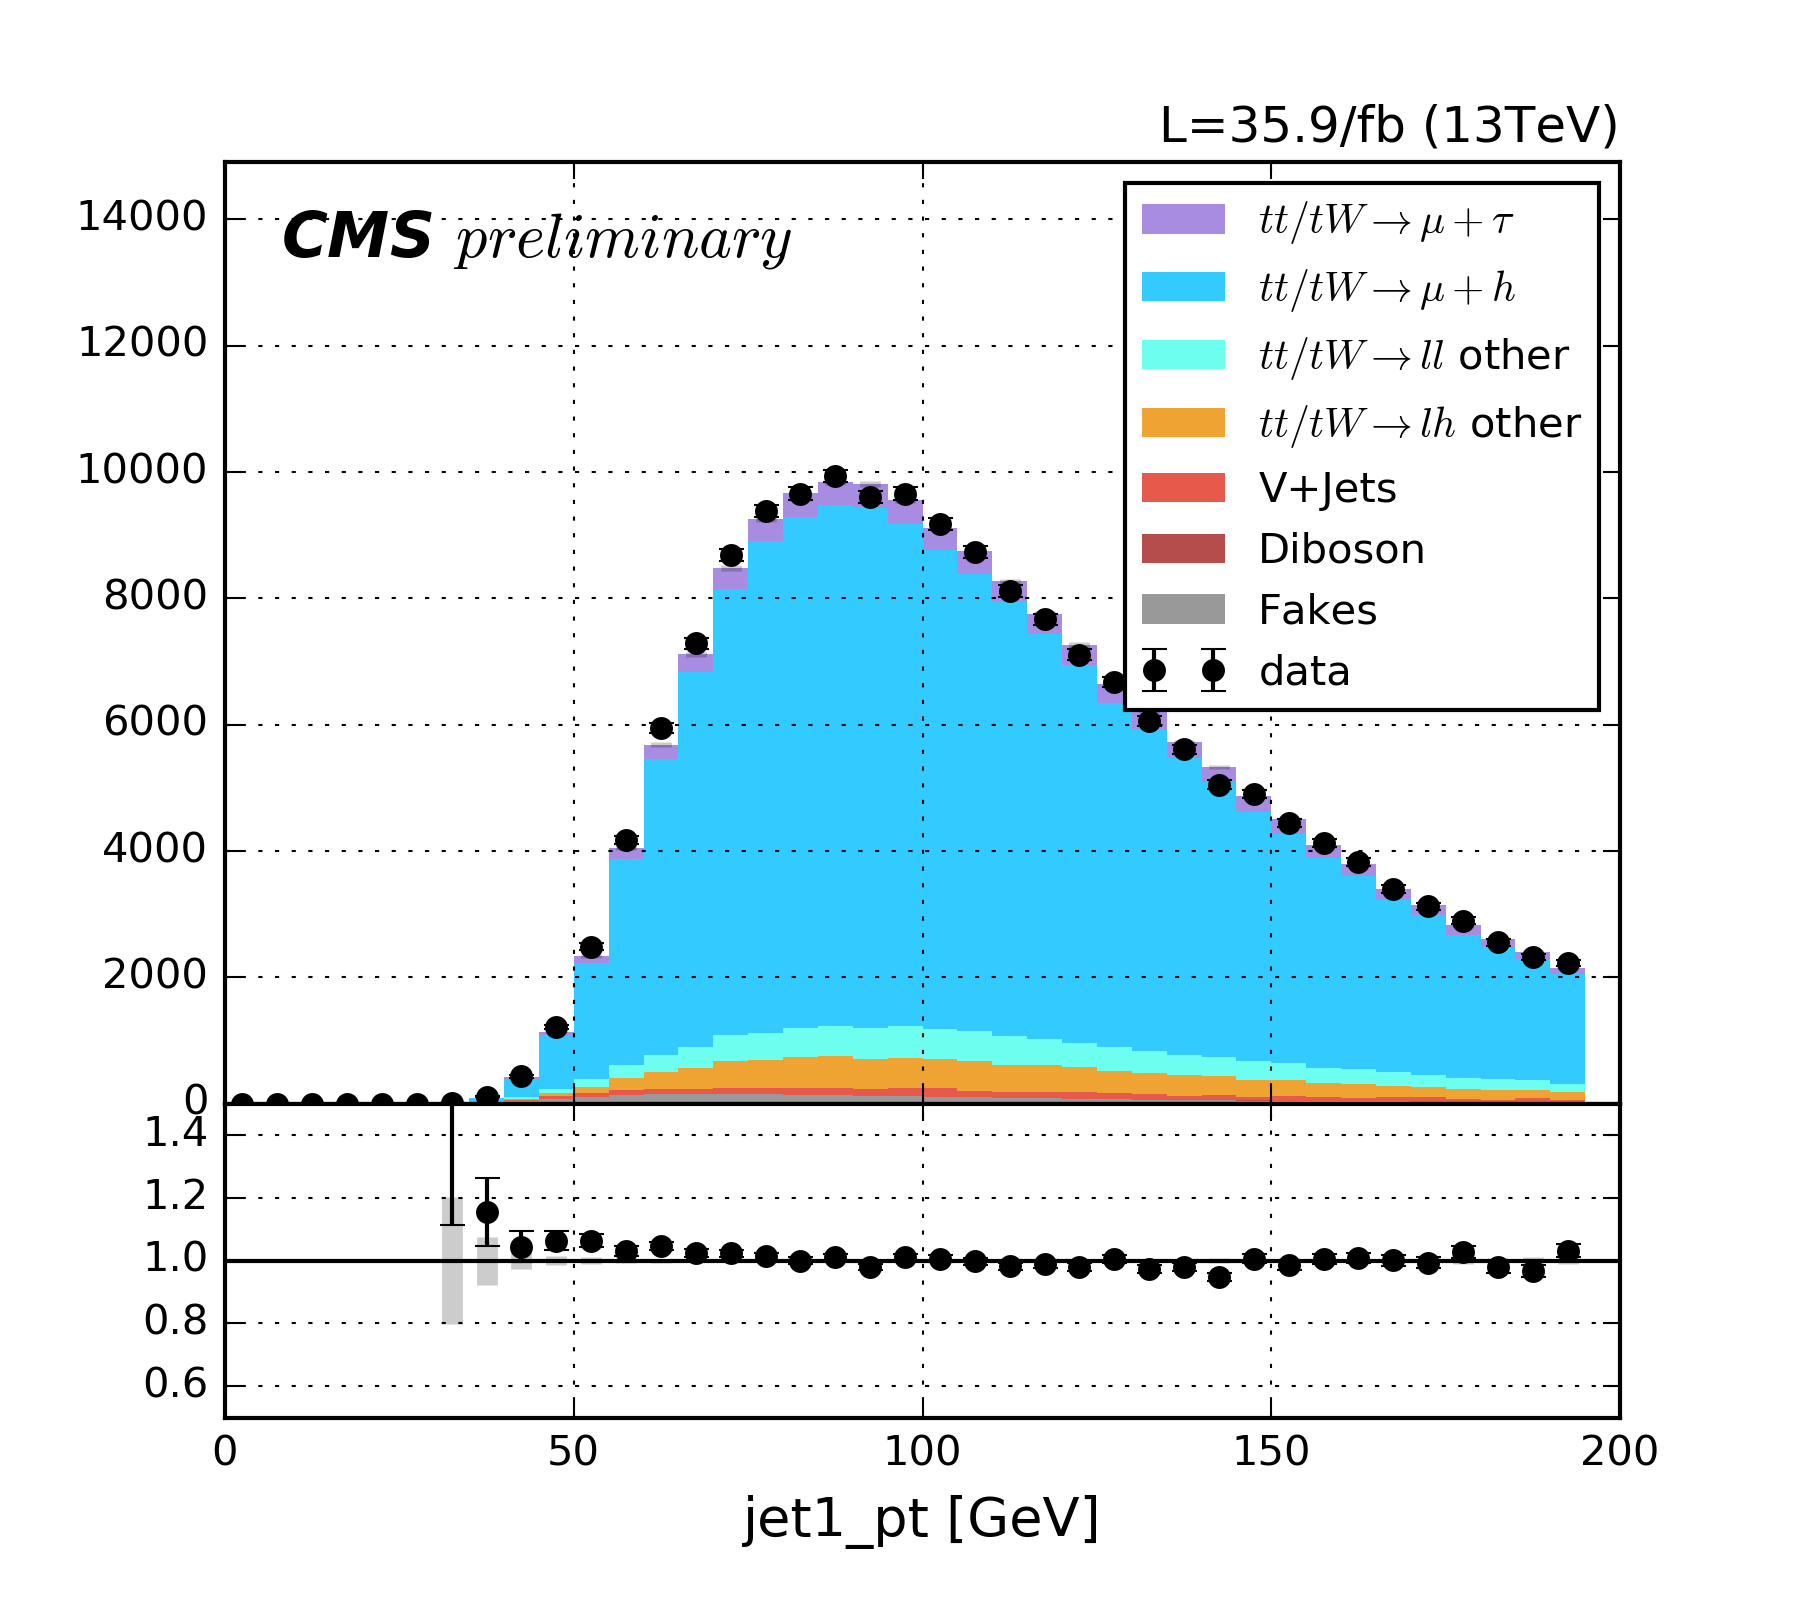 L=35.9/fb (13TeV)
CMS preliminary
14000
12000
10000
8000
6000
4000
2000
0
tt/tW→μ+τ
tt/tW→μ+h
tt/tW→ll other
tt/tW→lh other
V+Jets
Diboson
Fakes
data
1.4
1.2
1.0
0.8
0.6
0 50 100 150 200
jet1_pt [GeV]